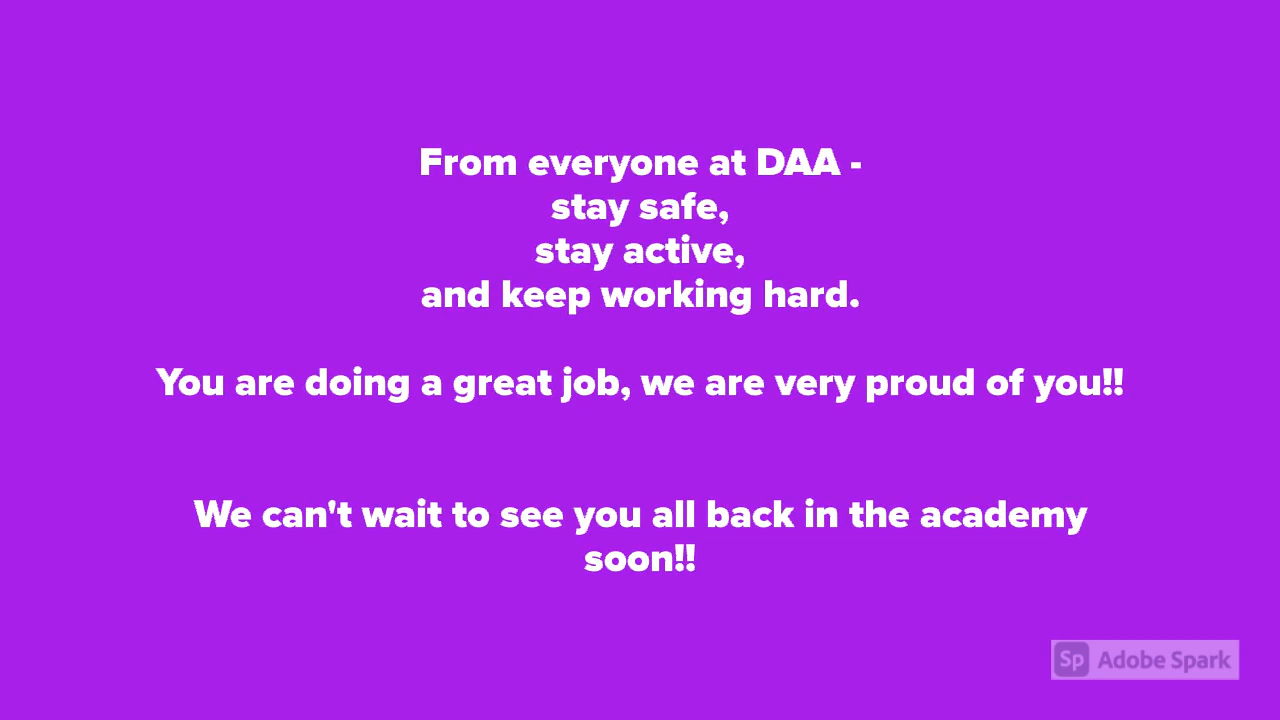 From everyone at DAA -
stay safe,
stay active,
and keep working hard.
You are doing a great job, we are very proud of you!!
We can't wait to see you all back in the academy
soon!!
Sp Adobe Spark